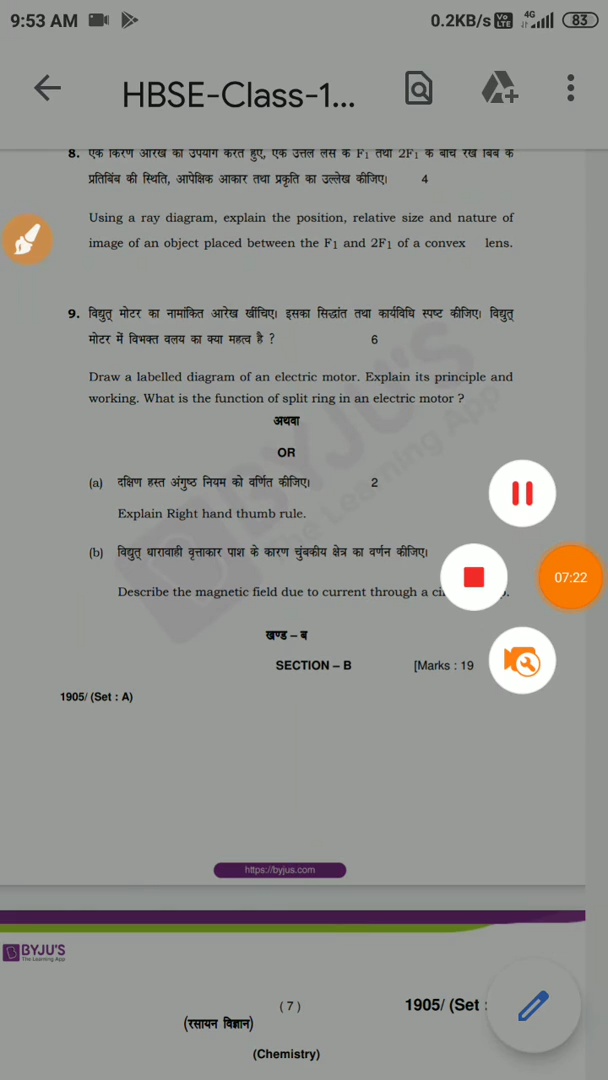 9:53 AM 0.2KB/s Vo LTE 4G 83
HBSE-Class-1...
8. एक किरण आरेख का उपयोग करते हुए, एक उत्तल लेंस के F1 तथा 2F1 के बीच रखे बिंब के
प्रतिबिंब की स्थिति, आपेक्षिक आकार तथा प्रकृति का उल्लेख कीजिए। 4
Using a ray diagram, explain the position, relative size and nature of
image of an object placed between the F1 and 2F1 of a convex lens.
9. विद्युत् मोटर का नामांकित आरेख खींचिए। इसका सिद्धांत तथा कार्यविधि स्पष्ट कीजिए। विद्युत्
मोटर में विभक्त वलय का क्या महत्व है ? 6
Draw a labelled diagram of an electric motor. Explain its principle and
working. What is the function of split ring in an electric motor ?
अथवा
OR
(a) दक्षिण हस्त अंगुष्ठ नियम को वर्णित कीजिए। 2
Explain Right hand thumb rule.
(b) विद्युत् धारावाही वृत्ताकार पाश के कारण चुंबकीय क्षेत्र का वर्णन कीजिए।
07:22
Describe the magnetic field due to current through a
खण्ड – ब
SECTION – B [Marks : 19
1905/ (Set : A)
BYJU'S
The Learning App
https://byjus.com
BYJU'S
The Learning App
( 7 ) 1905/ (Set :
(रसायन विज्ञान)
(Chemistry)